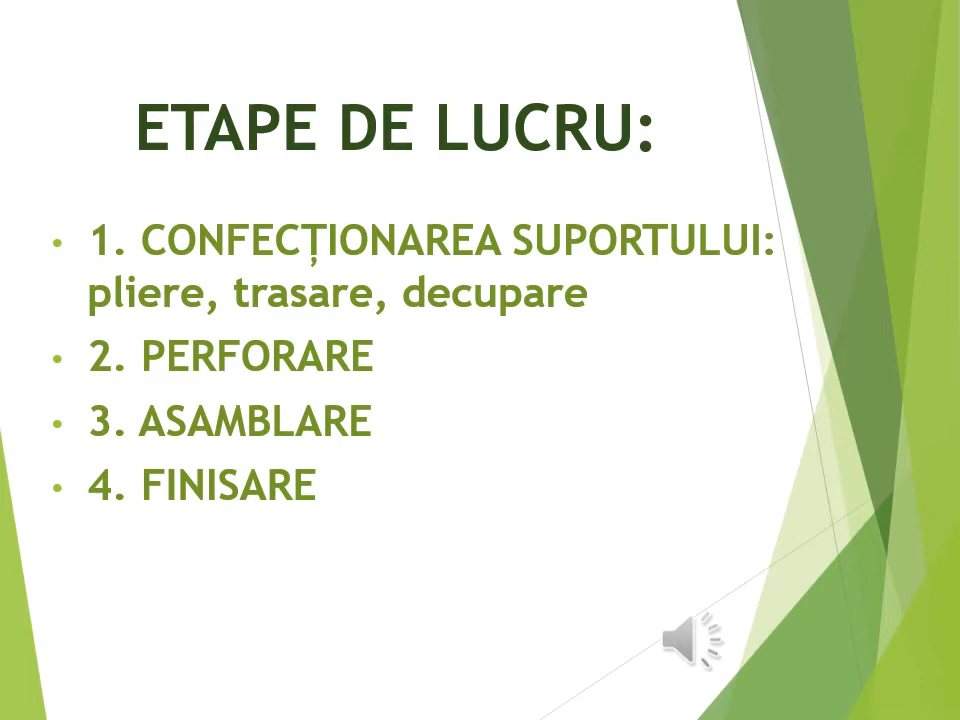 ETAPE DE LUCRU:
• 1. CONFECȚIONAREA SUPORTULUI:
pliere, trasare, decupare
• 2. PERFORARE
• 3. ASAMBLARE
• 4. FINISARE